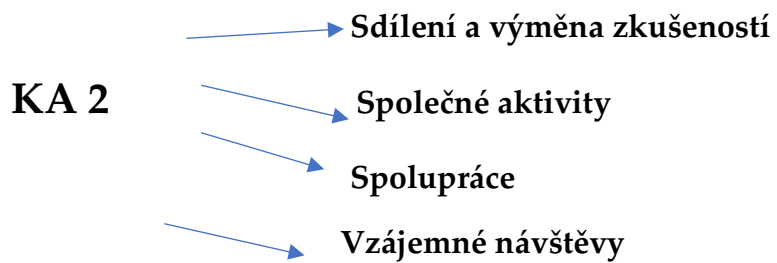 Sdílení a výměna zkušeností
KA 2
Společné aktivity
Spolupráce
Vzájemné návštěvy